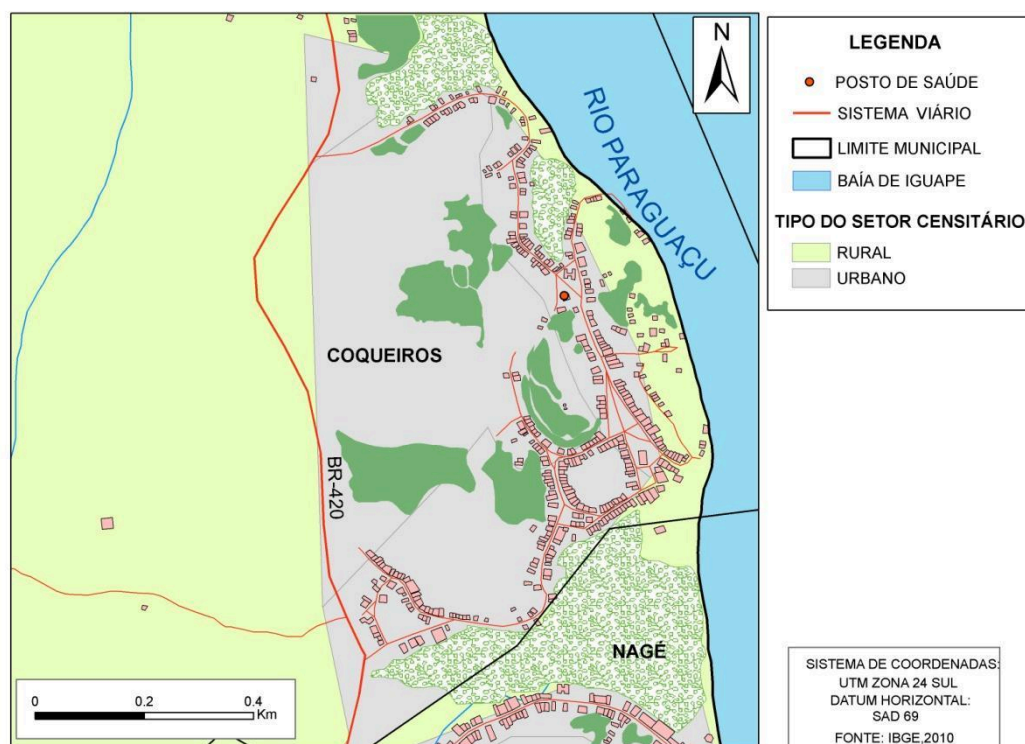 N
RIO PARAGUAÇU
COQUEIROS
BR-420
NAGÉ
0
0.2
0.4
Km
LEGENDA
POSTO DE SAÚDE
SISTEMA VIÁRIO
LIMITE MUNICIPAL
BAÍA DE IGUAPE
TIPO DO SETOR CENSITÁRIO
RURAL
URBANO
SISTEMA DE COORDENADAS:
UTM ZONA 24 SUL
DATUM HORIZONTAL:
SAD 69
FONTE: IBGE,2010